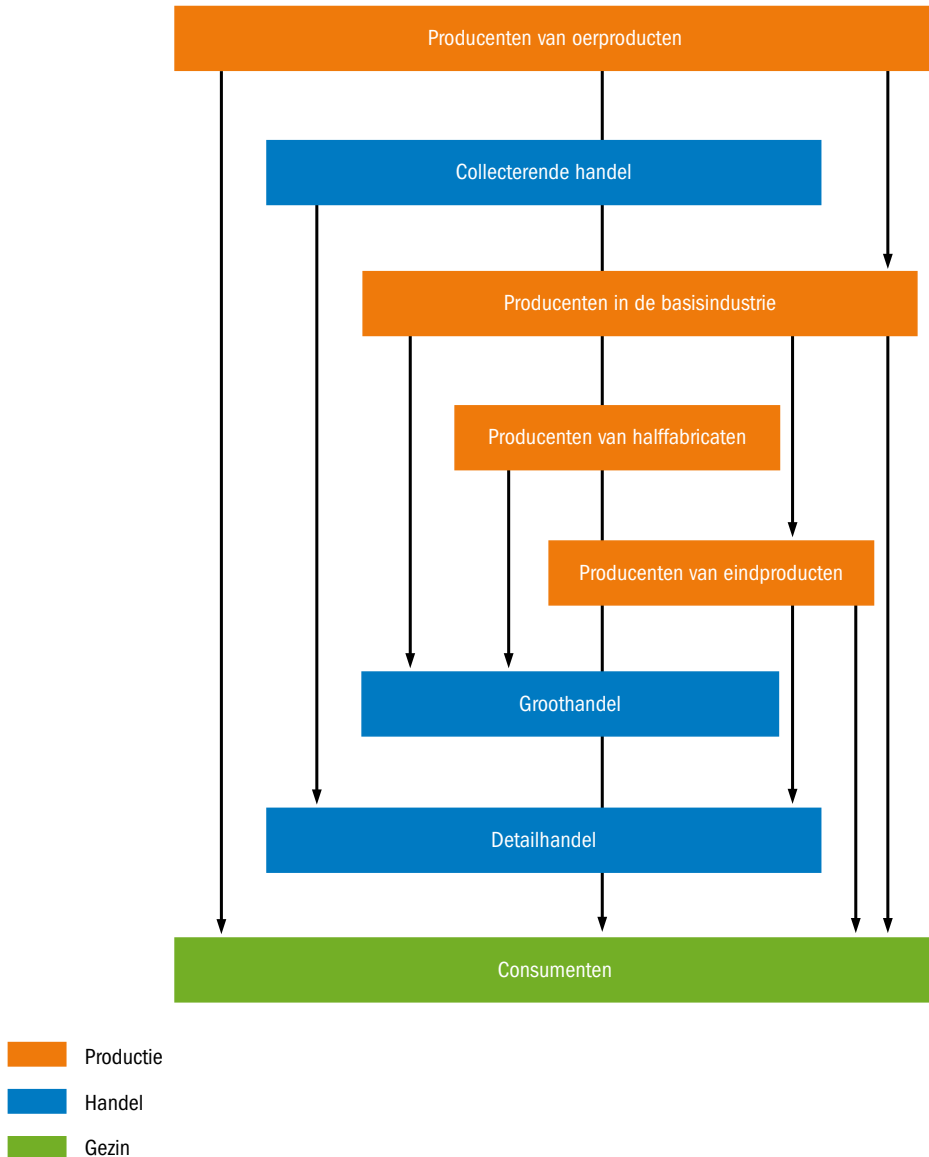 Producenten van oerproducten
Collecterende handel
Producenten in de basisindustrie
Producenten van halffabricaten
Producenten van eindproducten
Groothandel
Detailhandel
Consumenten
Productie
Handel
Gezin